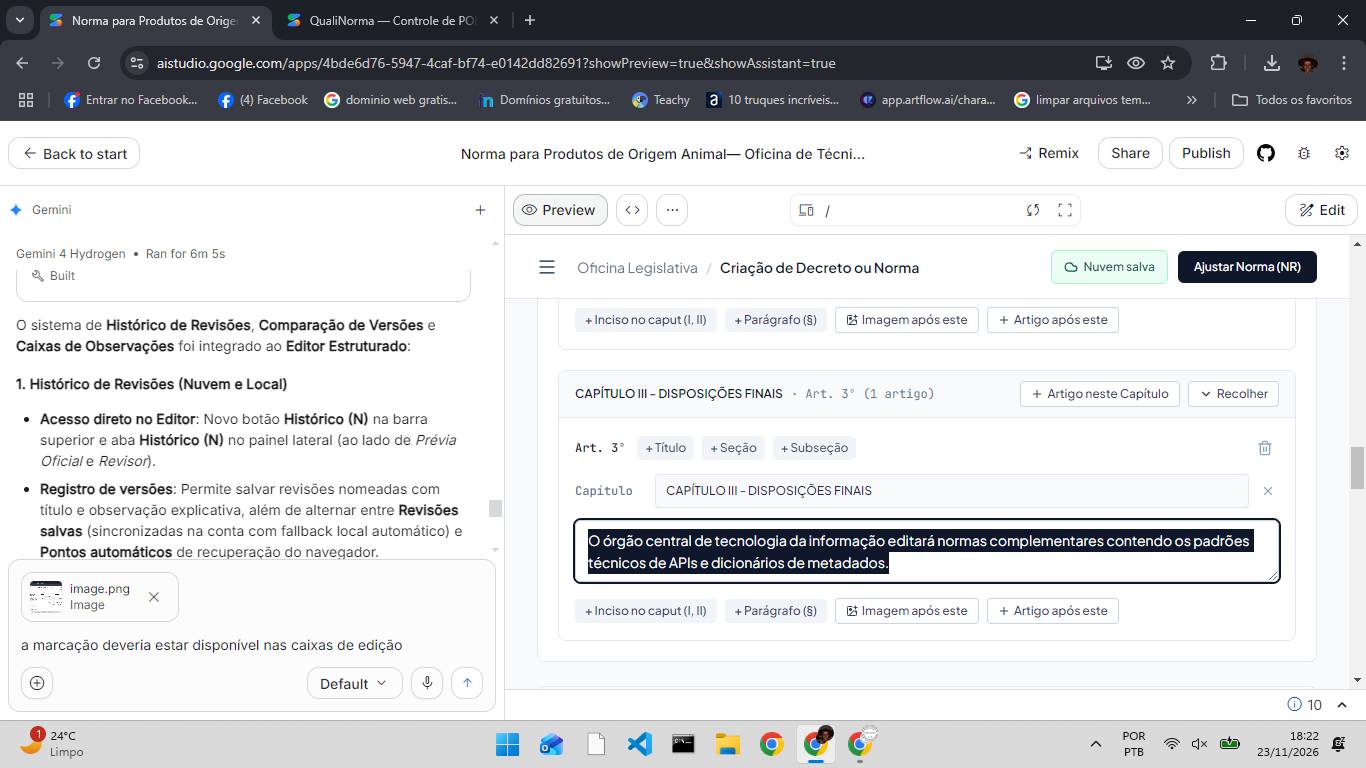 Norma para Produtos de Orige
QualiNorma — Controle de PO
aistudio.google.com/apps/4bde6d76-5947-4caf-bf74-e0142dd82691?showPreview=true&showAssistant=true
Entrar no Facebook...
(4) Facebook
dominio web gratis...
Domínios gratuitos...
Teachy
10 truques incríveis...
app.artflow.ai/chara...
limpar arquivos tem...
Todos os favoritos
Back to start
Norma para Produtos de Origem Animal— Oficina de Técni...
Remix
Share
Publish
Gemini
Preview
/
Edit
Gemini 4 Hydrogen • Ran for 6m 5s
Built
O sistema de Histórico de Revisões, Comparação de Versões e
Caixas de Observações foi integrado ao Editor Estruturado:
1. Histórico de Revisões (Nuvem e Local)
• Acesso direto no Editor: Novo botão Histórico (N) na barra
superior e aba Histórico (N) no painel lateral (ao lado de Prévia
Oficial e Revisor).
• Registro de versões: Permite salvar revisões nomeadas com
título e observação explicativa, além de alternar entre Revisões
salvas (sincronizadas na conta com fallback local automático) e
Pontos automáticos de recuperação do navegador.
image.png
Image
a marcação deveria estar disponível nas caixas de edição
Default
Oficina Legislativa / Criação de Decreto ou Norma
Nuvem salva
Ajustar Norma (NR)
+ Inciso no caput (I, II)
+ Parágrafo (§)
Imagem após este
+ Artigo após este
CAPÍTULO III - DISPOSIÇÕES FINAIS · Art. 3° (1 artigo)
+ Artigo neste Capítulo
Recolher
Art. 3°
+ Título
+ Seção
+ Subseção
Capítulo
CAPÍTULO III - DISPOSIÇÕES FINAIS
O órgão central de tecnologia da informação editará normas complementares contendo os padrões
técnicos de APIs e dicionários de metadados.
+ Inciso no caput (I, II)
+ Parágrafo (§)
Imagem após este
+ Artigo após este
10
1
24°C
Limpo
POR
PTB
18:22
23/11/2026